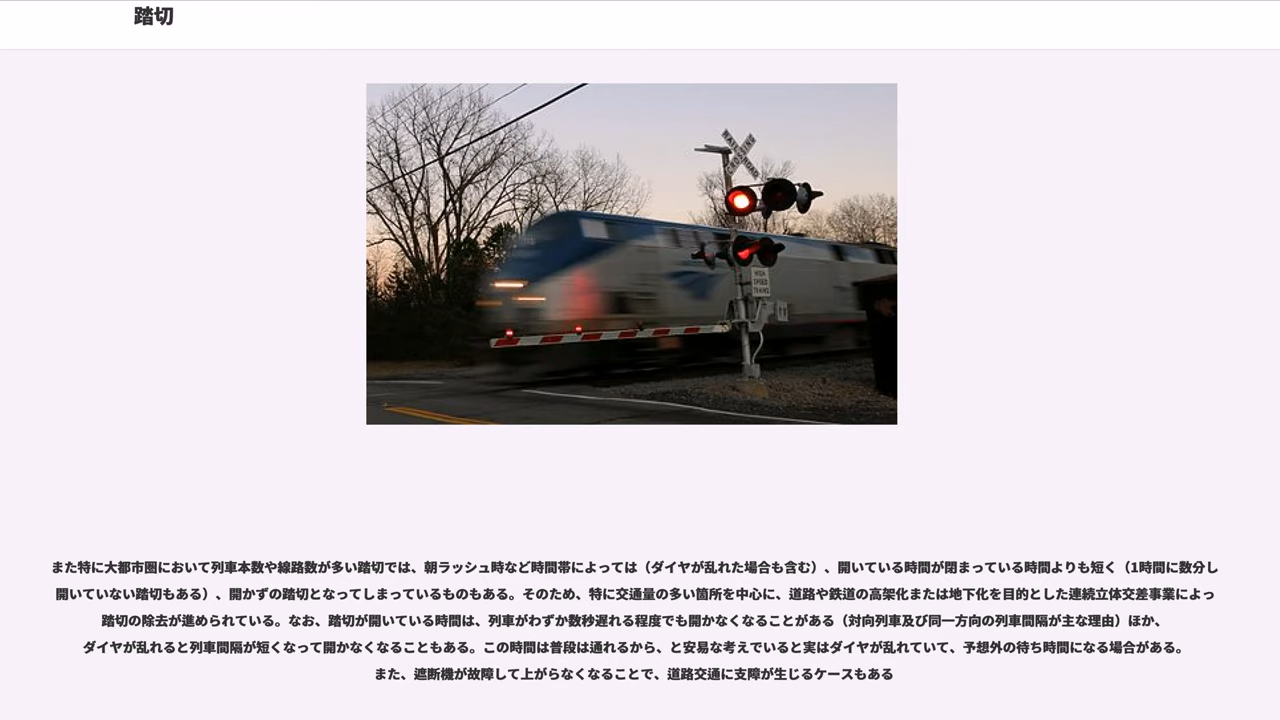 踏切
HIGH
SPEED
TRAINS
また特に大都市圏において列車本数や線路数が多い踏切では、朝ラッシュ時など時間帯によっては（ダイヤが乱れた場合も含む）、開いている時間が閉まっている時間よりも短く（1時間に数分し
開いていない踏切もある）、開かずの踏切となってしまっているものもある。そのため、特に交通量の多い箇所を中心に、道路や鉄道の高架化または地下化を目的とした連続立体交差事業によっ
踏切の除去が進められている。なお、踏切が開いている時間は、列車がわずか数秒遅れる程度でも開かなくなることがある（対向列車及び同一方向の列車間隔が主な理由）ほか、
ダイヤが乱れると列車間隔が短くなって開かなくなることもある。この時間は普段は通れるから、と安易な考えでいると実はダイヤが乱れていて、予想外の待ち時間になる場合がある。
また、遮断機が故障して上がらなくなることで、道路交通に支障が生じるケースもある